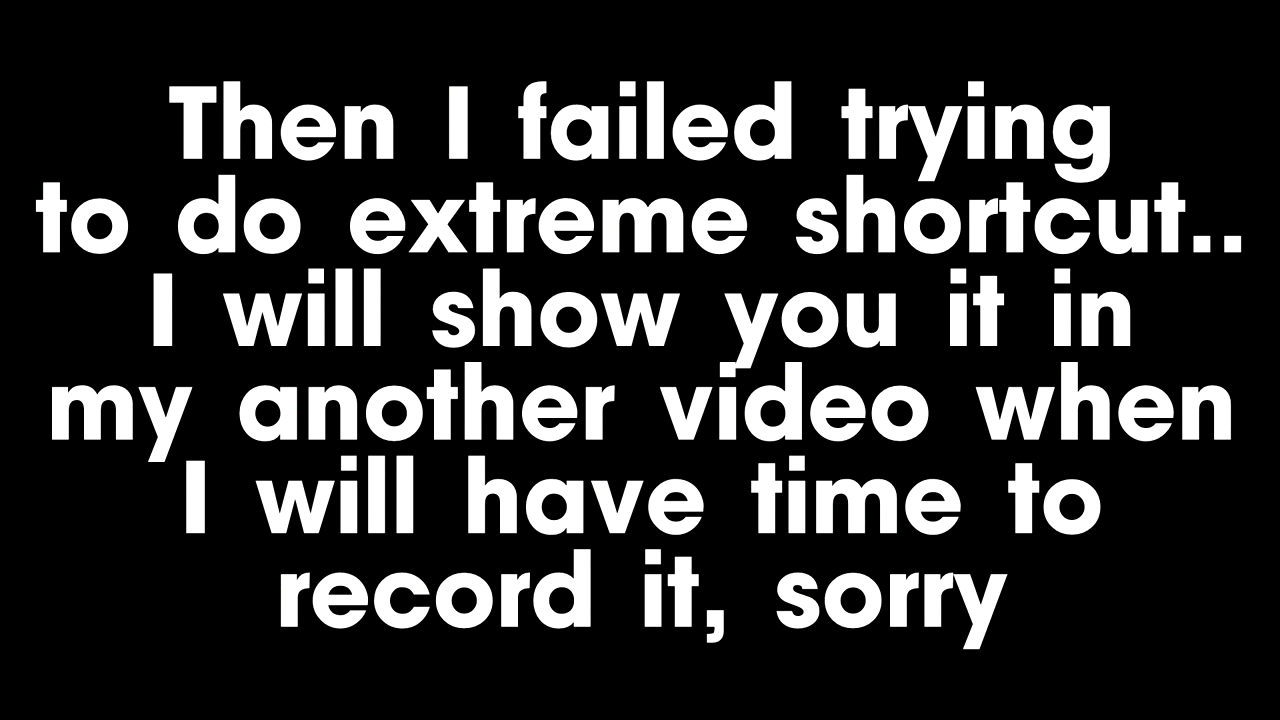 Then I failed trying
to do extreme shortcut..
I will show you it in
my another video when
I will have time to
record it, sorry